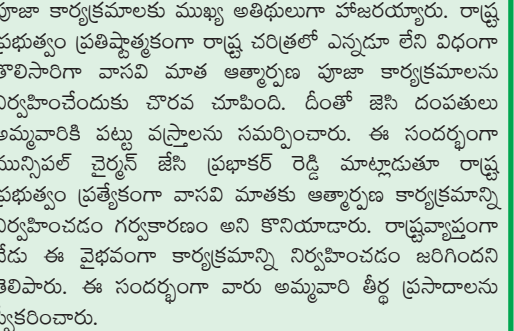 పూజా కార్యక్రమాలకు ముఖ్య అతిథులుగా హాజరయ్యారు. రాష్ట్ర
ప్రభుత్వం ప్రతిష్టాత్మకంగా రాష్ట్ర చరిత్రలో ఎన్నడూ లేని విధంగా
తొలిసారిగా వాసవి మాత ఆత్మార్పణ పూజా కార్యక్రమాలను
నిర్వహించేందుకు చొరవ చూపింది. దీంతో జెసి దంపతులు
అమ్మవారికి పట్టు వస్త్రాలను సమర్పించారు. ఈ సందర్భంగా
మున్సిపల్ చైర్మన్ జేసి ప్రభాకర్ రెడ్డి మాట్లాడుతూ రాష్ట్ర
ప్రభుత్వం ప్రత్యేకంగా వాసవి మాతకు ఆత్మార్పణ కార్యక్రమాన్ని
నిర్వహించడం గర్వకారణం అని కొనియాడారు. రాష్ట్రవ్యాప్తంగా
నేడు ఈ వైభవంగా కార్యక్రమాన్ని నిర్వహించడం జరిగిందని
తెలిపారు. ఈ సందర్భంగా వారు అమ్మవారి తీర్థ ప్రసాదాలను
స్వీకరించారు.